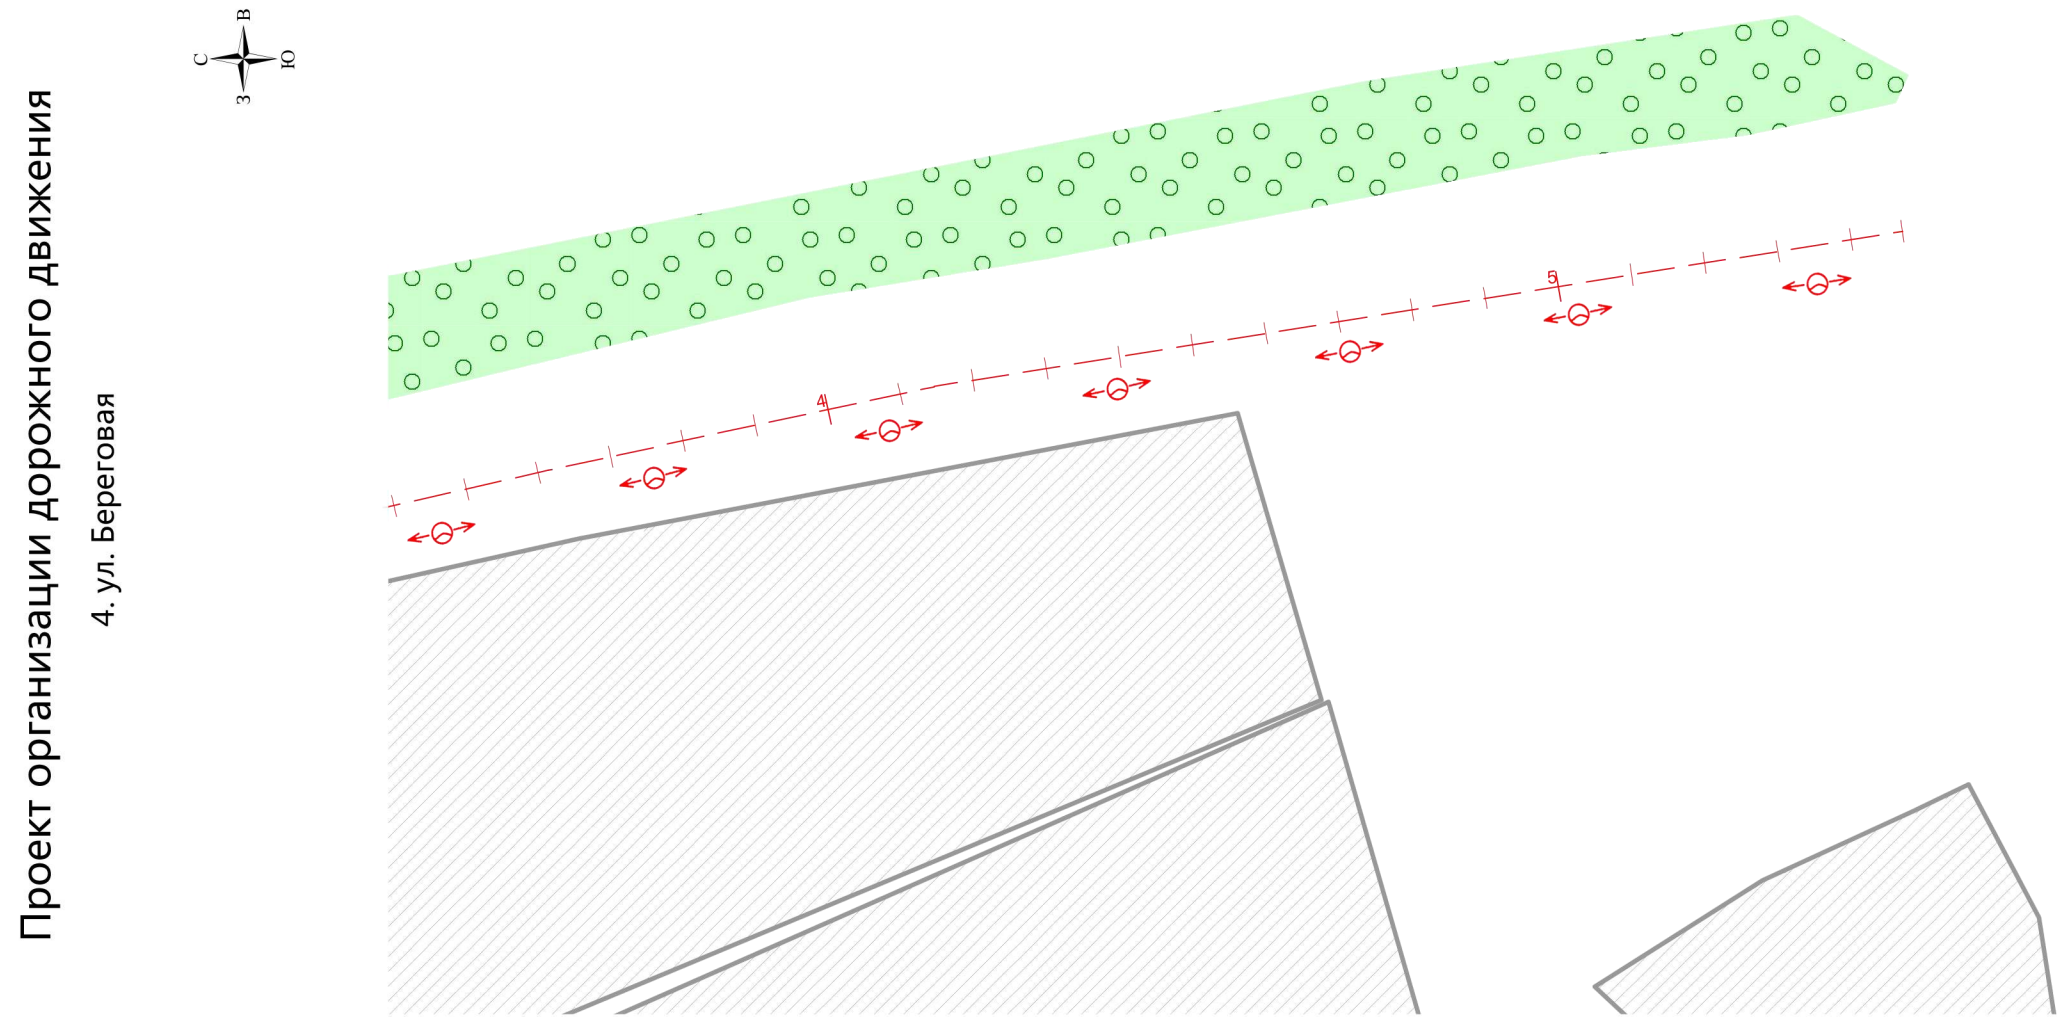 Проект организации дорожного движения
4. ул. Береговая
В
С
Ю
З
4
5